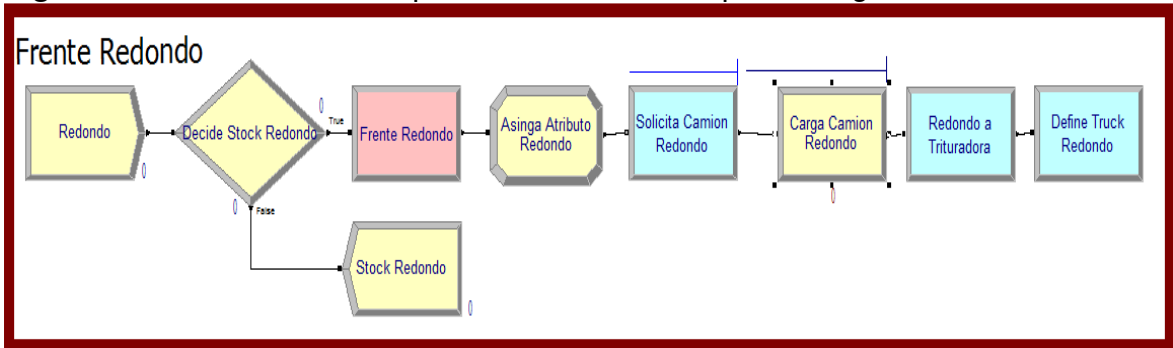 Frente Redondo
Redondo
0
Decide Stock Redondo
0
True
0
False
Frente Redondo
Asinga Atributo
Redondo
Solicita Camion
Redondo
Carga Camion
Redondo
0
Redondo a
Trituradora
Define Truck
Redondo
Stock Redondo
0